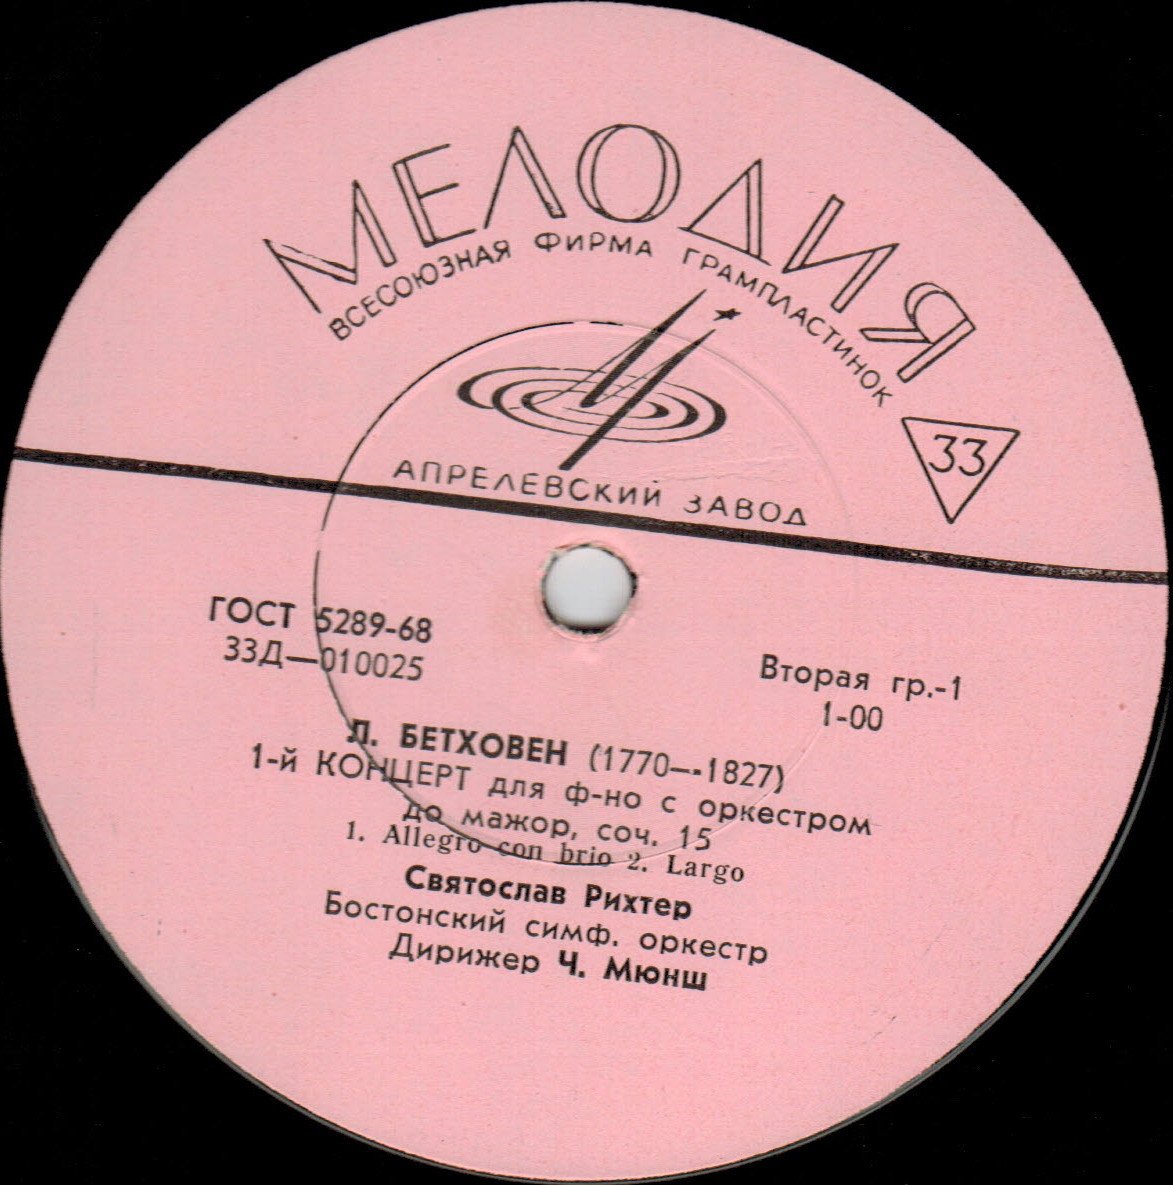 МЕЛОДИЯ
ВСЕСОЮЗНАЯ ФИРМА ГРАМПЛАСТИНОК
33
АПРЕЛЕВСКИЙ ЗАВОД
ГОСТ 5289-68
33Д—010025
Вторая гр.-1
1-00
Л. БЕТХОВЕН (1770—1827)
1-й КОНЦЕРТ для ф-но с оркестром
до мажор, соч. 15
1. Allegro con brio 2. Largo
Святослав Рихтер
Бостонский симф. оркестр
Дирижер Ч. Мюнш